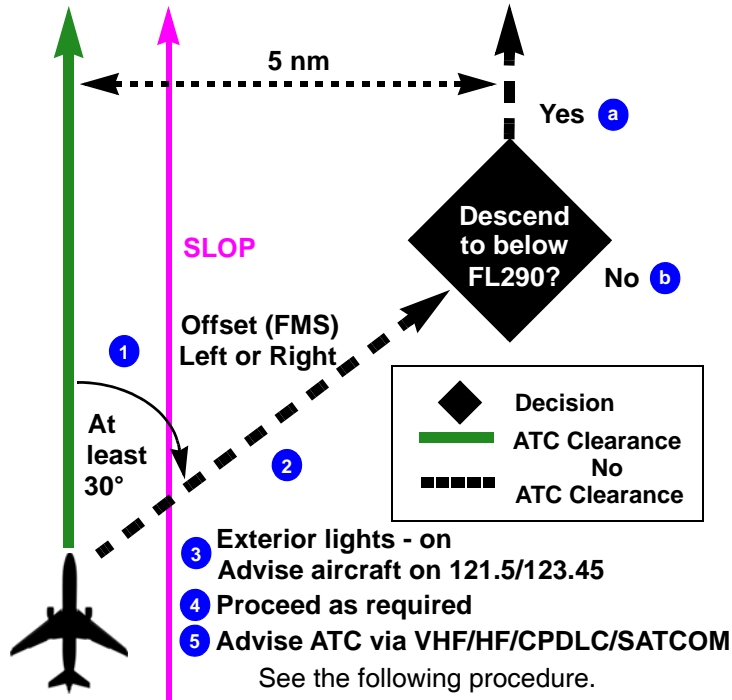 5 nm
Yes a
Descend
to below
FL290?
No b
SLOP
Offset (FMS)
Left or Right
1
At
least
30°
2
Decision
ATC Clearance
No
ATC Clearance
3 Exterior lights - on
Advise aircraft on 121.5/123.45
4 Proceed as required
5 Advise ATC via VHF/HF/CPDLC/SATCOM
See the following procedure.